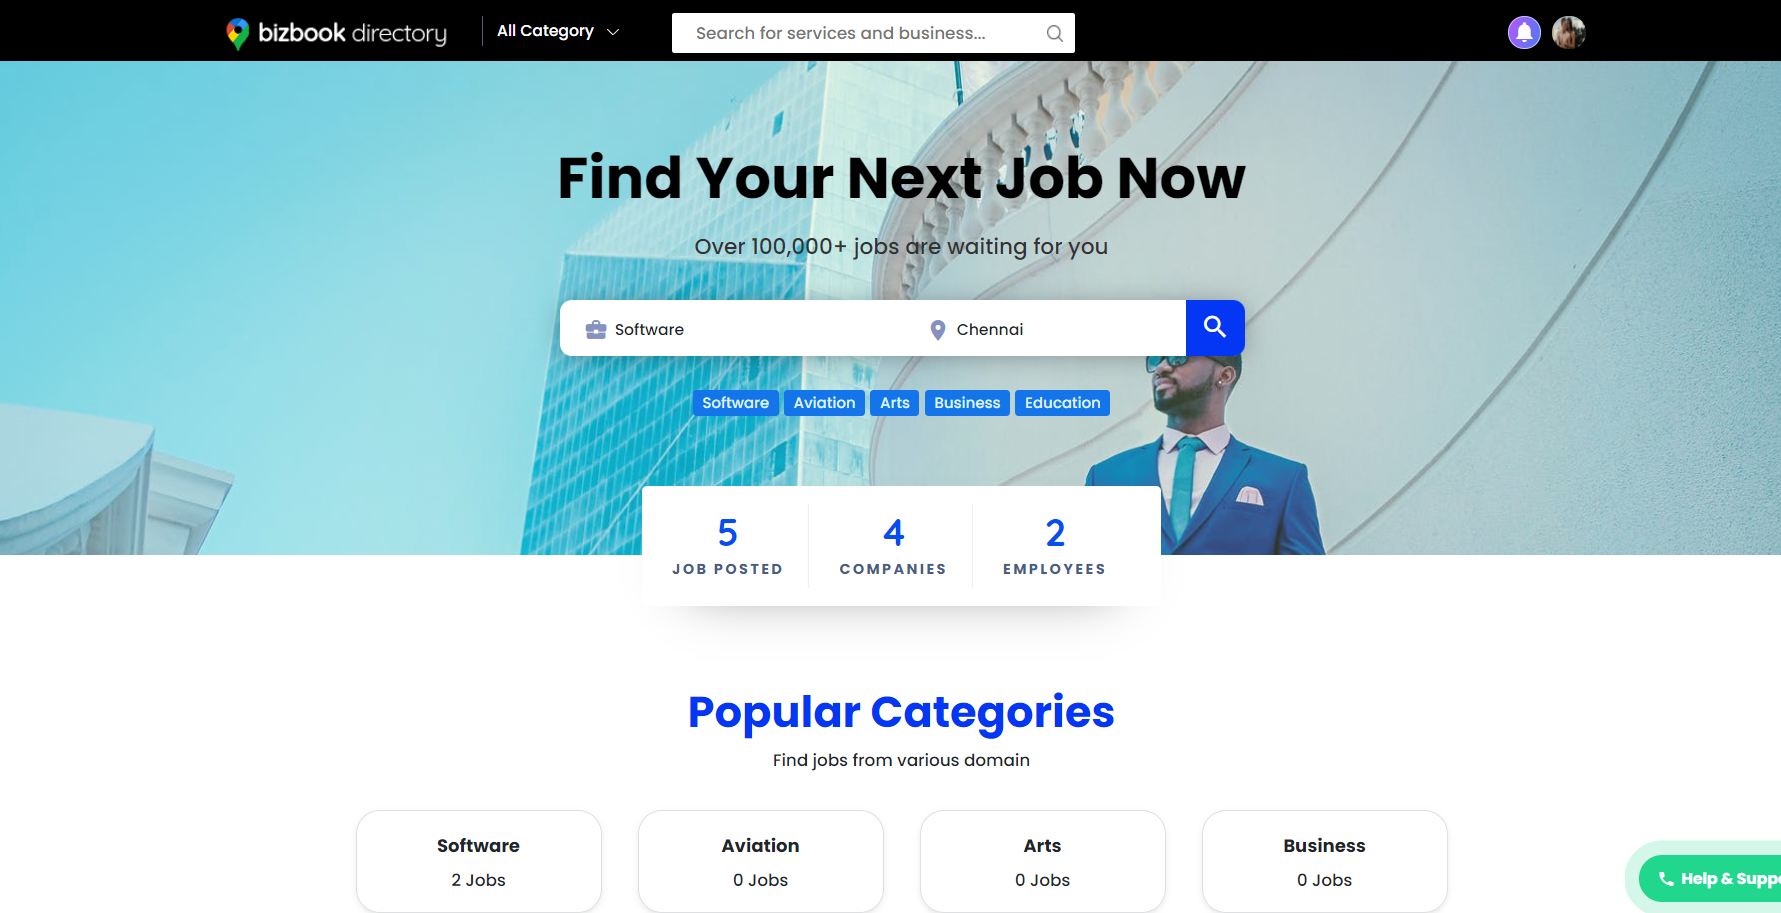 bizbook directory
All Category
Search for services and business...
Find Your Next Job Now
Over 100,000+ jobs are waiting for you
Software
Chennai
Software Aviation Arts Business Education
5 4 2
JOB POSTED COMPANIES EMPLOYEES
Popular Categories
Find jobs from various domain
Software Aviation Arts Business
2 Jobs 0 Jobs 0 Jobs 0 Jobs
Help & Suppo